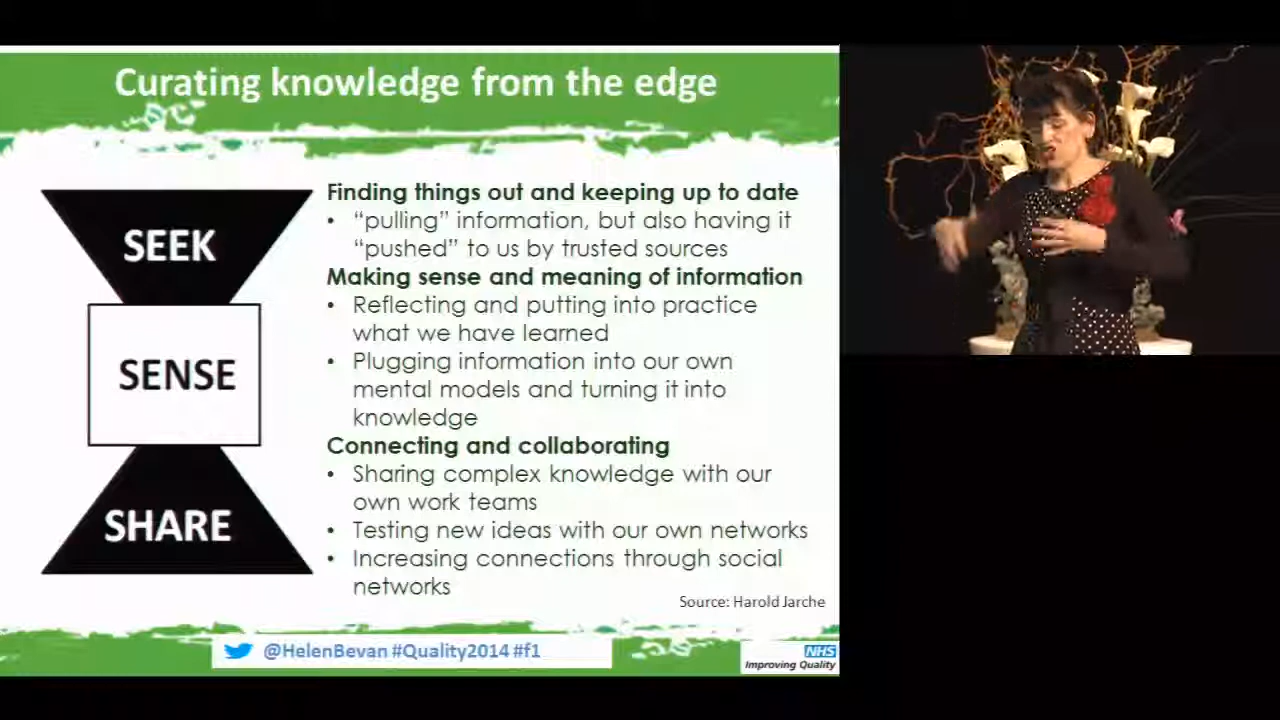 Curating knowledge from the edge
SEEK
SENSE
SHARE
Finding things out and keeping up to date
• “pulling” information, but also having it
“pushed” to us by trusted sources
Making sense and meaning of information
• Reflecting and putting into practice
what we have learned
• Plugging information into our own
mental models and turning it into
knowledge
Connecting and collaborating
• Sharing complex knowledge with our
own work teams
• Testing new ideas with our own networks
• Increasing connections through social
networks
Source: Harold Jarche
@HelenBevan #Quality2014 #f1
NHS
Improving Quality